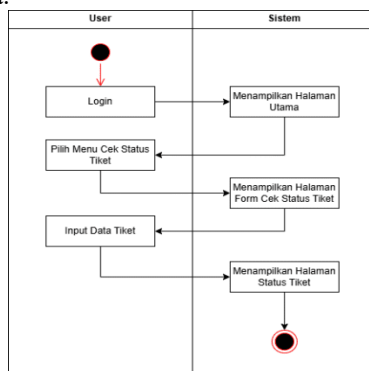 a.
User
Sistem
Login
Menampilkan Halaman
Utama
Pilih Menu Cek Status
Tiket
Menampilkan Halaman
Form Cek Status Tiket
Input Data Tiket
Menampilkan Halaman
Status Tiket